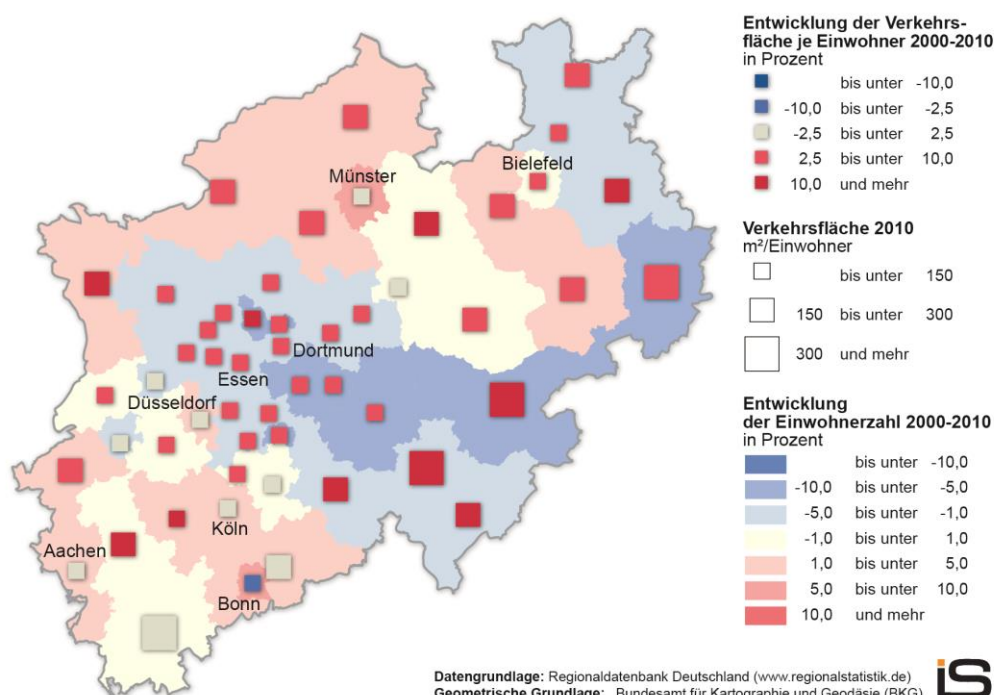 Münster
Bielefeld
Dortmund
Essen
Düsseldorf
Köln
Aachen
Bonn
Entwicklung der Verkehrs-
fläche je Einwohner 2000-2010
in Prozent
bis unter -10,0
-10,0 bis unter -2,5
-2,5 bis unter 2,5
2,5 bis unter 10,0
10,0 und mehr
Verkehrsfläche 2010
m²/Einwohner
bis unter 150
150 bis unter 300
300 und mehr
Entwicklung
der Einwohnerzahl 2000-2010
in Prozent
bis unter -10,0
-10,0 bis unter -5,0
-5,0 bis unter -1,0
-1,0 bis unter 1,0
1,0 bis unter 5,0
5,0 bis unter 10,0
10,0 und mehr
Datengrundlage: Regionaldatenbank Deutschland (www.regionalstatistik.de)
Geometrische Grundlage: Bundesamt für Kartographie und Geodäsie (BKG)
is